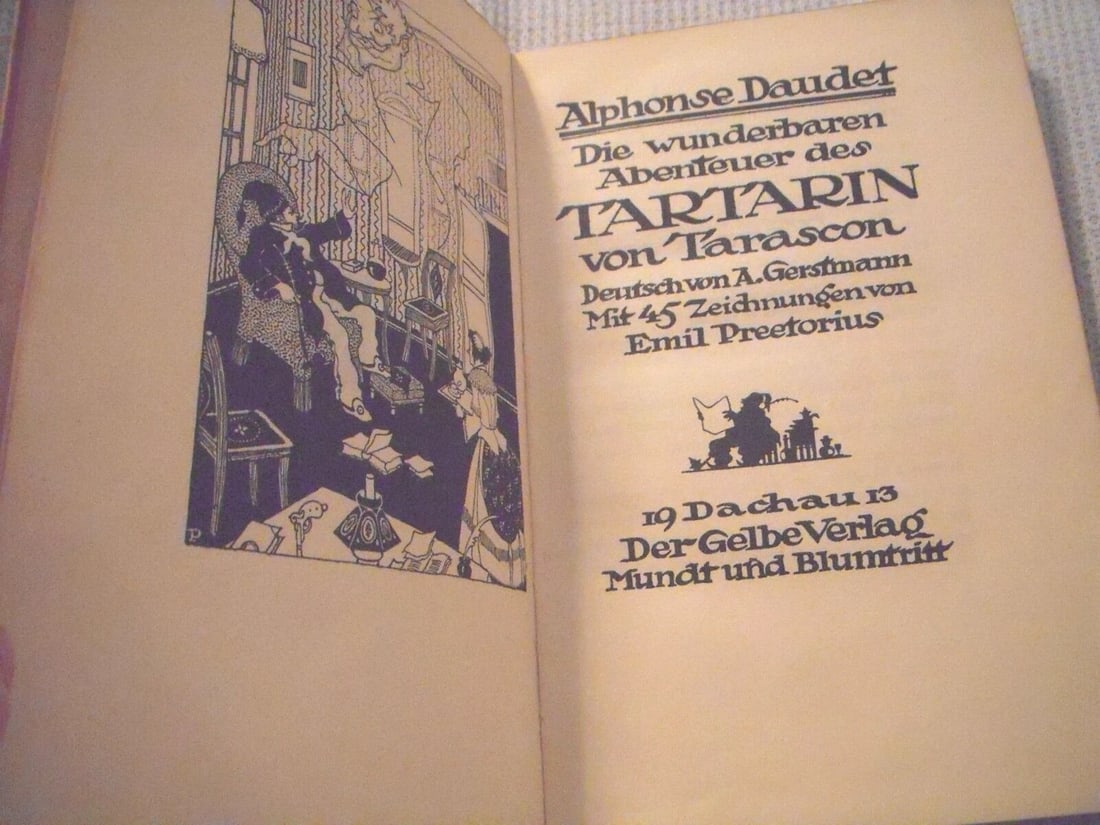 P
Alphonse Daudet
Die wunderbaren
Abenteuer des
TARTARIN
von Tarascon
Deutsch von A. Gerstmann
Mit 45 Zeichnungen von
Emil Preetorius
19 Dachau 13
Der Gelbe Verlag
Mundt und Blumtritt